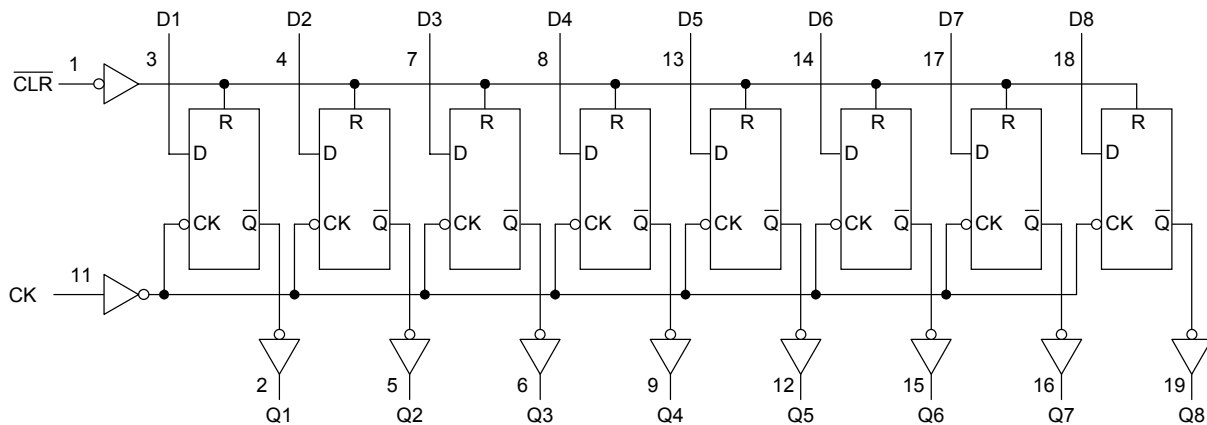 D1 D2 D3 D4 D5 D6 D7 D8
1 3 4 7 8 13 14 17 18
C̅L̅R̅
R R R R R R R R
D D D D D D D D
CK Q̅ CK Q̅ CK Q̅ CK Q̅ CK Q̅ CK Q̅ CK Q̅ CK Q̅
11
CK
2 5 6 9 12 15 16 19
Q1 Q2 Q3 Q4 Q5 Q6 Q7 Q8